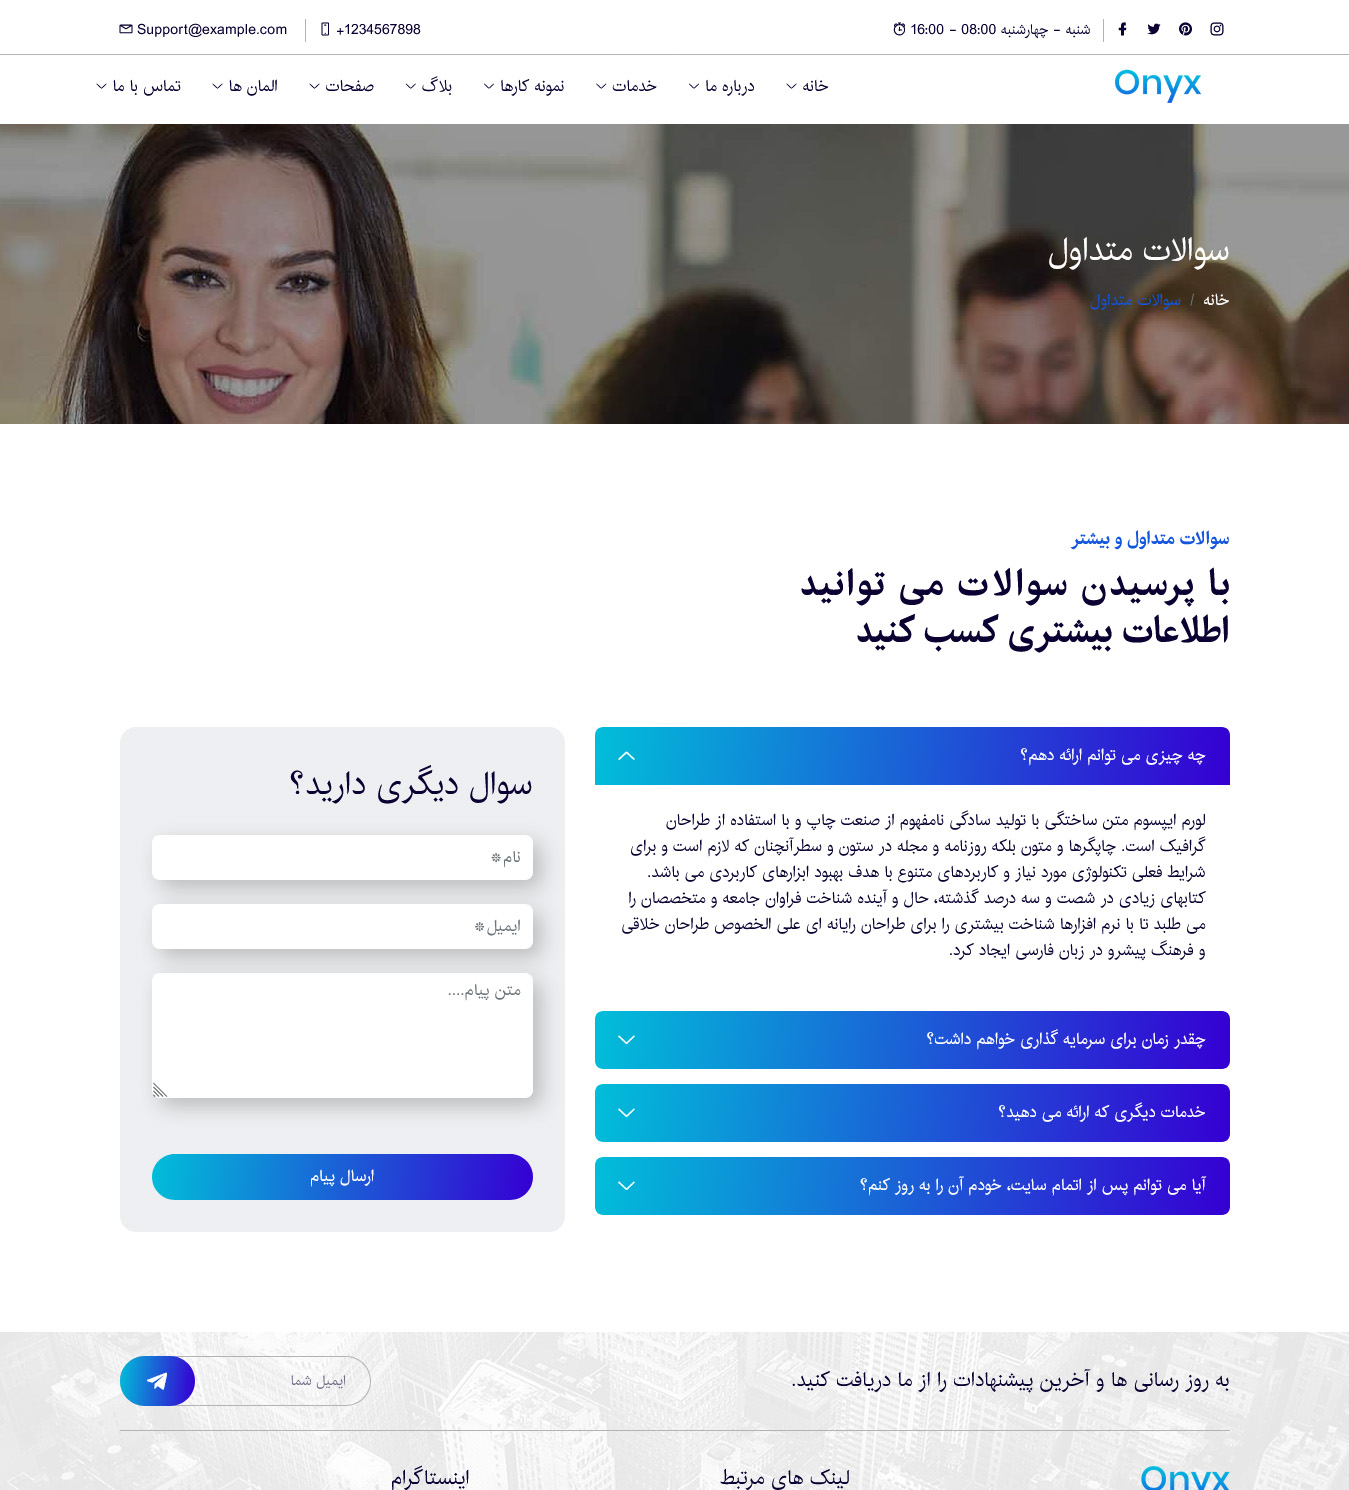 شنبه - چهارشنبه 08:00 - 16:00
+1234567898
Support@example.com
Onyx
خانه
درباره ما
خدمات
نمونه کارها
بلاگ
صفحات
المان ها
تماس با ما
سوالات متداول
خانه / سوالات متداول
سوالات متداول و بیشتر
با پرسیدن سوالات می توانید
اطلاعات بیشتری کسب کنید
چه چیزی می توانم ارائه دهم؟
لورم ایپسوم متن ساختگی با تولید سادگی نامفهوم از صنعت چاپ و با استفاده از طراحان
گرافیک است. چاپگرها و متون بلکه روزنامه و مجله در ستون و سطرآنچنان که لازم است و برای
شرایط فعلی تکنولوژی مورد نیاز و کاربردهای متنوع با هدف بهبود ابزارهای کاربردی می باشد.
کتابهای زیادی در شصت و سه درصد گذشته، حال و آینده شناخت فراوان جامعه و متخصصان را
می طلبد تا با نرم افزارها شناخت بیشتری را برای طراحان رایانه ای علی الخصوص طراحان خلاقی
و فرهنگ پیشرو در زبان فارسی ایجاد کرد.
چقدر زمان برای سرمایه گذاری خواهم داشت؟
خدمات دیگری که ارائه می دهید؟
آیا می توانم پس از اتمام سایت، خودم آن را به روز کنم؟
سوال دیگری دارید؟
نام*
ایمیل*
متن پیام....
ارسال پیام
به روز رسانی ها و آخرین پیشنهادات را از ما دریافت کنید.
ایمیل شما
Onyx
لینک های مرتبط
اینستاگرام